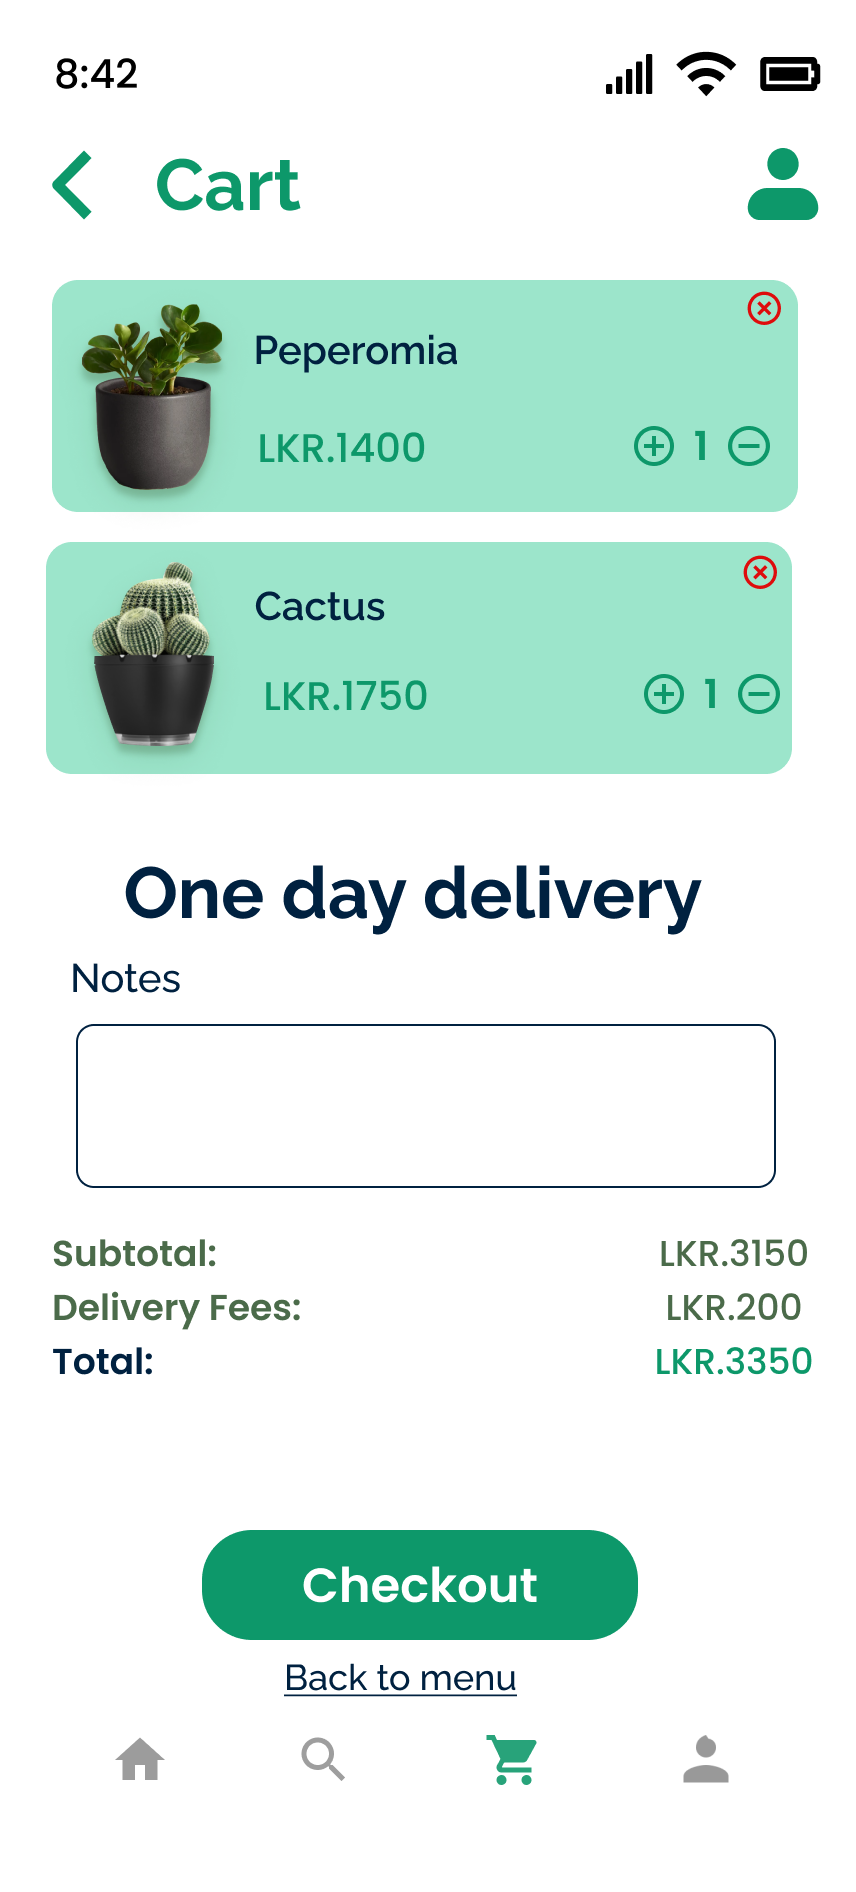 8:42
Cart
Peperomia
LKR.1400
1
Cactus
LKR.1750
1
One day delivery
Notes
Subtotal: LKR.3150
Delivery Fees: LKR.200
Total: LKR.3350
Checkout
Back to menu